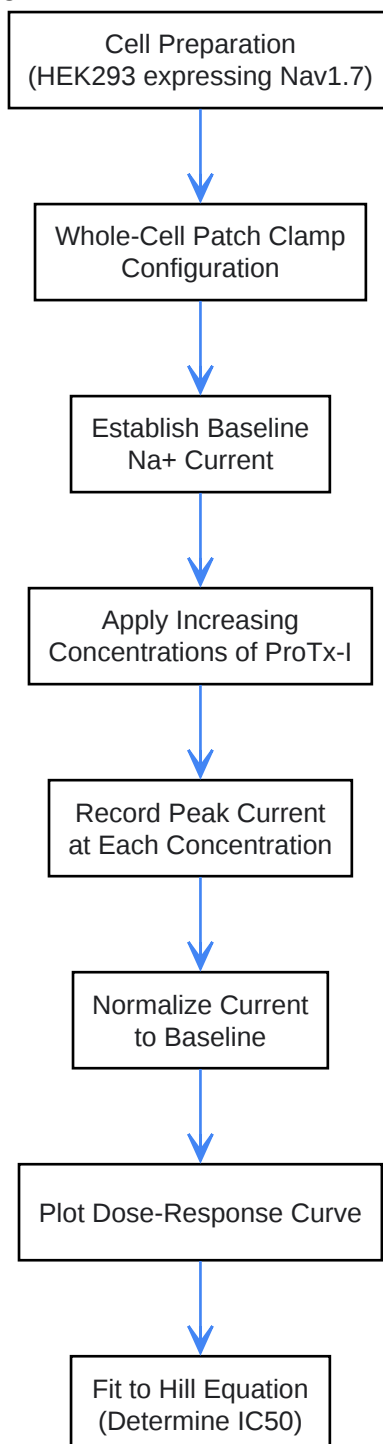 Cell Preparation
(HEK293 expressing Nav1.7)
Whole-Cell Patch Clamp
Configuration
Establish Baseline
Na+ Current
Apply Increasing
Concentrations of ProTx-I
Record Peak Current
at Each Concentration
Normalize Current
to Baseline
Plot Dose-Response Curve
Fit to Hill Equation
(Determine IC50)